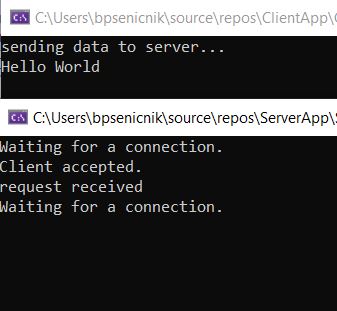 C:\Users\bpsenicnik\source\repos\ClientApp\
sending data to server...
Hello World
C:\Users\bpsenicnik\source\repos\ServerApp\
Waiting for a connection.
Client accepted.
request received
Waiting for a connection.